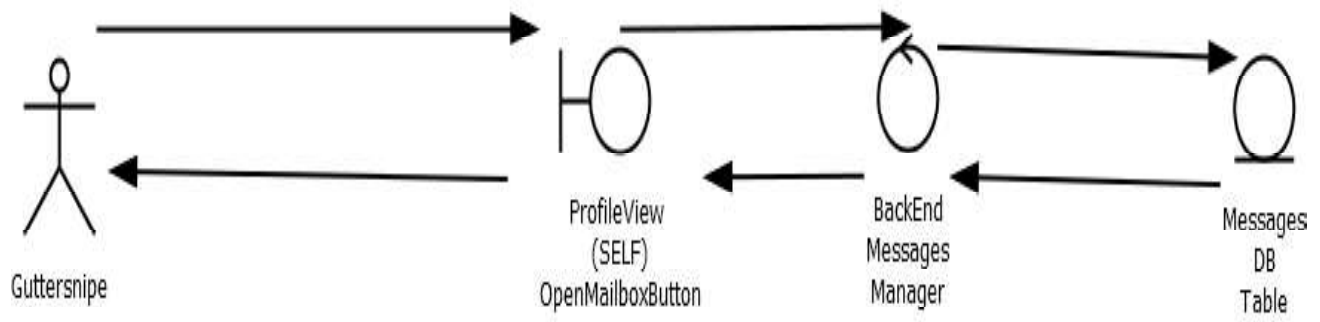 Guttersnipe
ProfileView
(SELF)
OpenMailboxButton
BackEnd
Messages
Manager
Messages
DB
Table